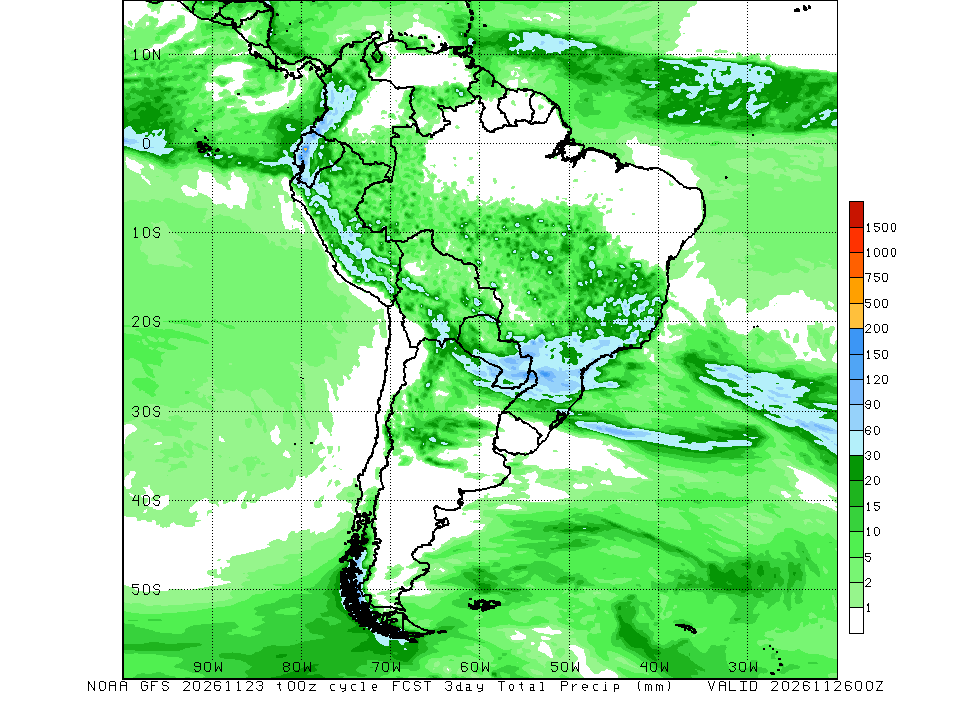 10N
0
10S
20S
30S
40S
50S
90W 80W 70W 60W 50W 40W 30W
1500
1000
750
500
200
150
120
90
60
30
20
15
10
5
2
1
NOAA GFS 20261123 t00z cycle FCST 3day Total Precip (mm) VALID 2026112600Z